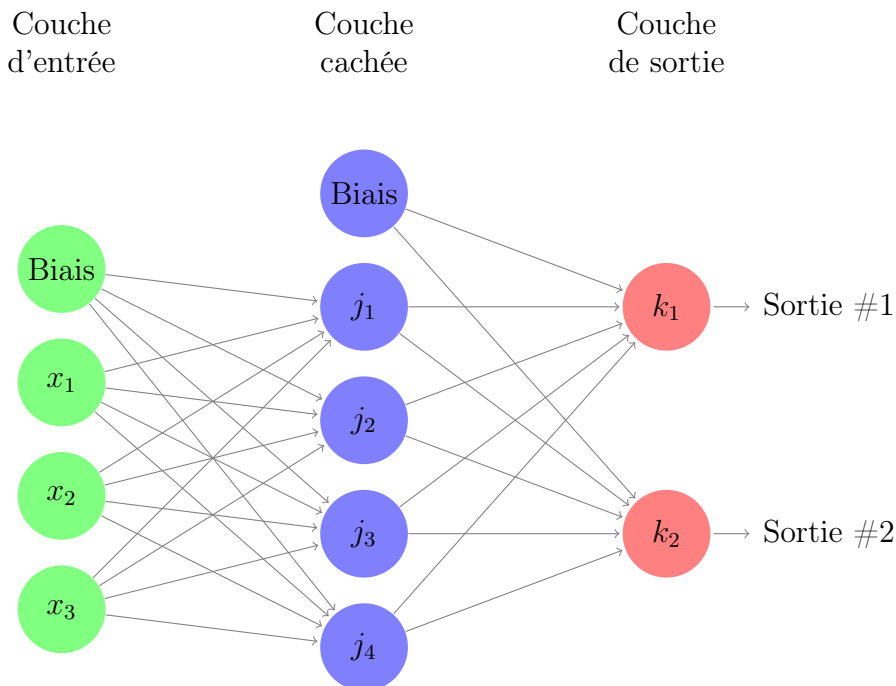 Couche
d'entrée
Couche
cachée
Couche
de sortie
Biais
Biais
x₁
x₂
x₃
j₁
j₂
j₃
j₄
k₁
k₂
Sortie #1
Sortie #2